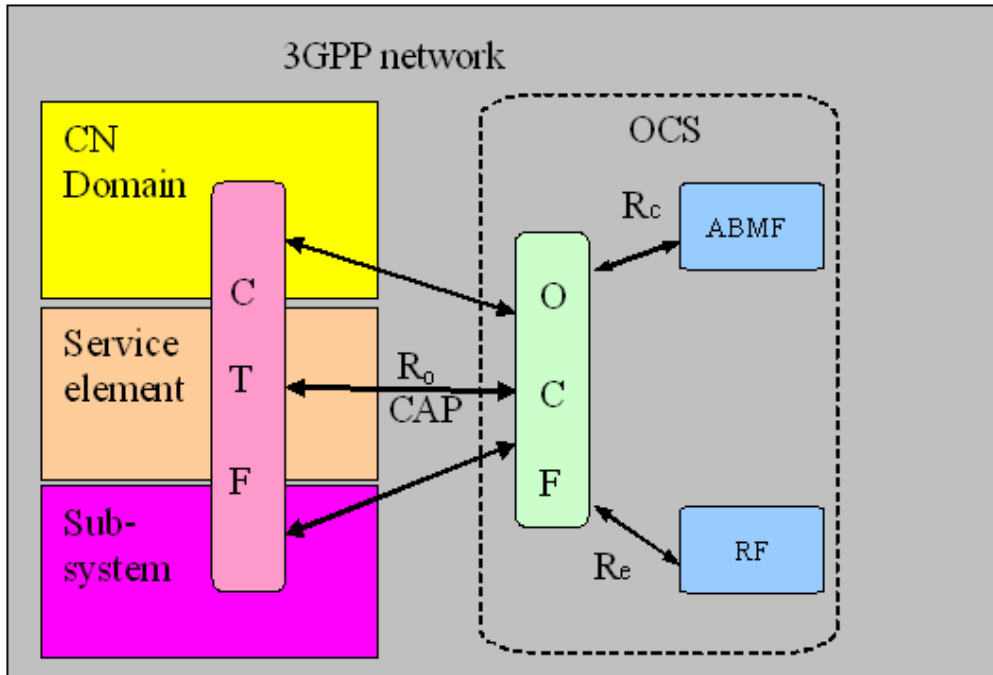 3GPP network
CN
Domain
Service
element
Sub-
system
C
T
F
Ro
CAP
OCS
O
C
F
Rc
ABMF
Re
RF